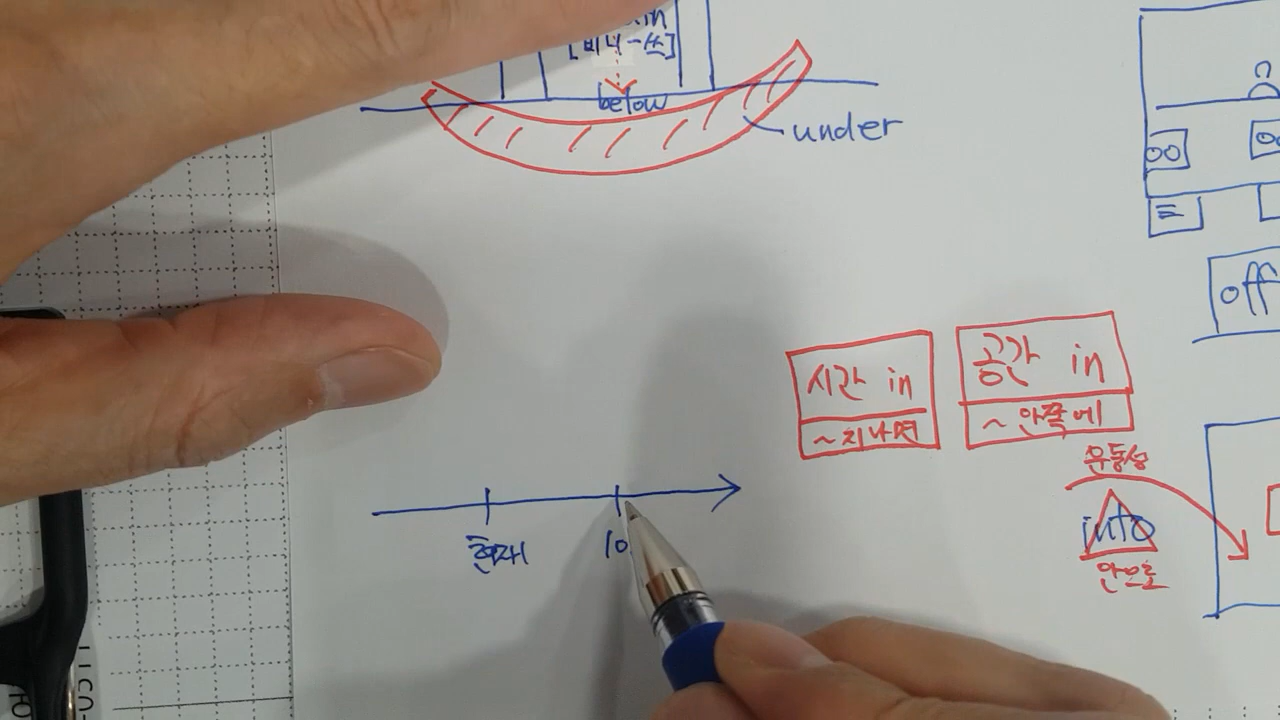 [비니-쓰]
below
under
off
시간 in
~지나면
공간 in
~안쪽에
운동성
into
안으로
현재
10